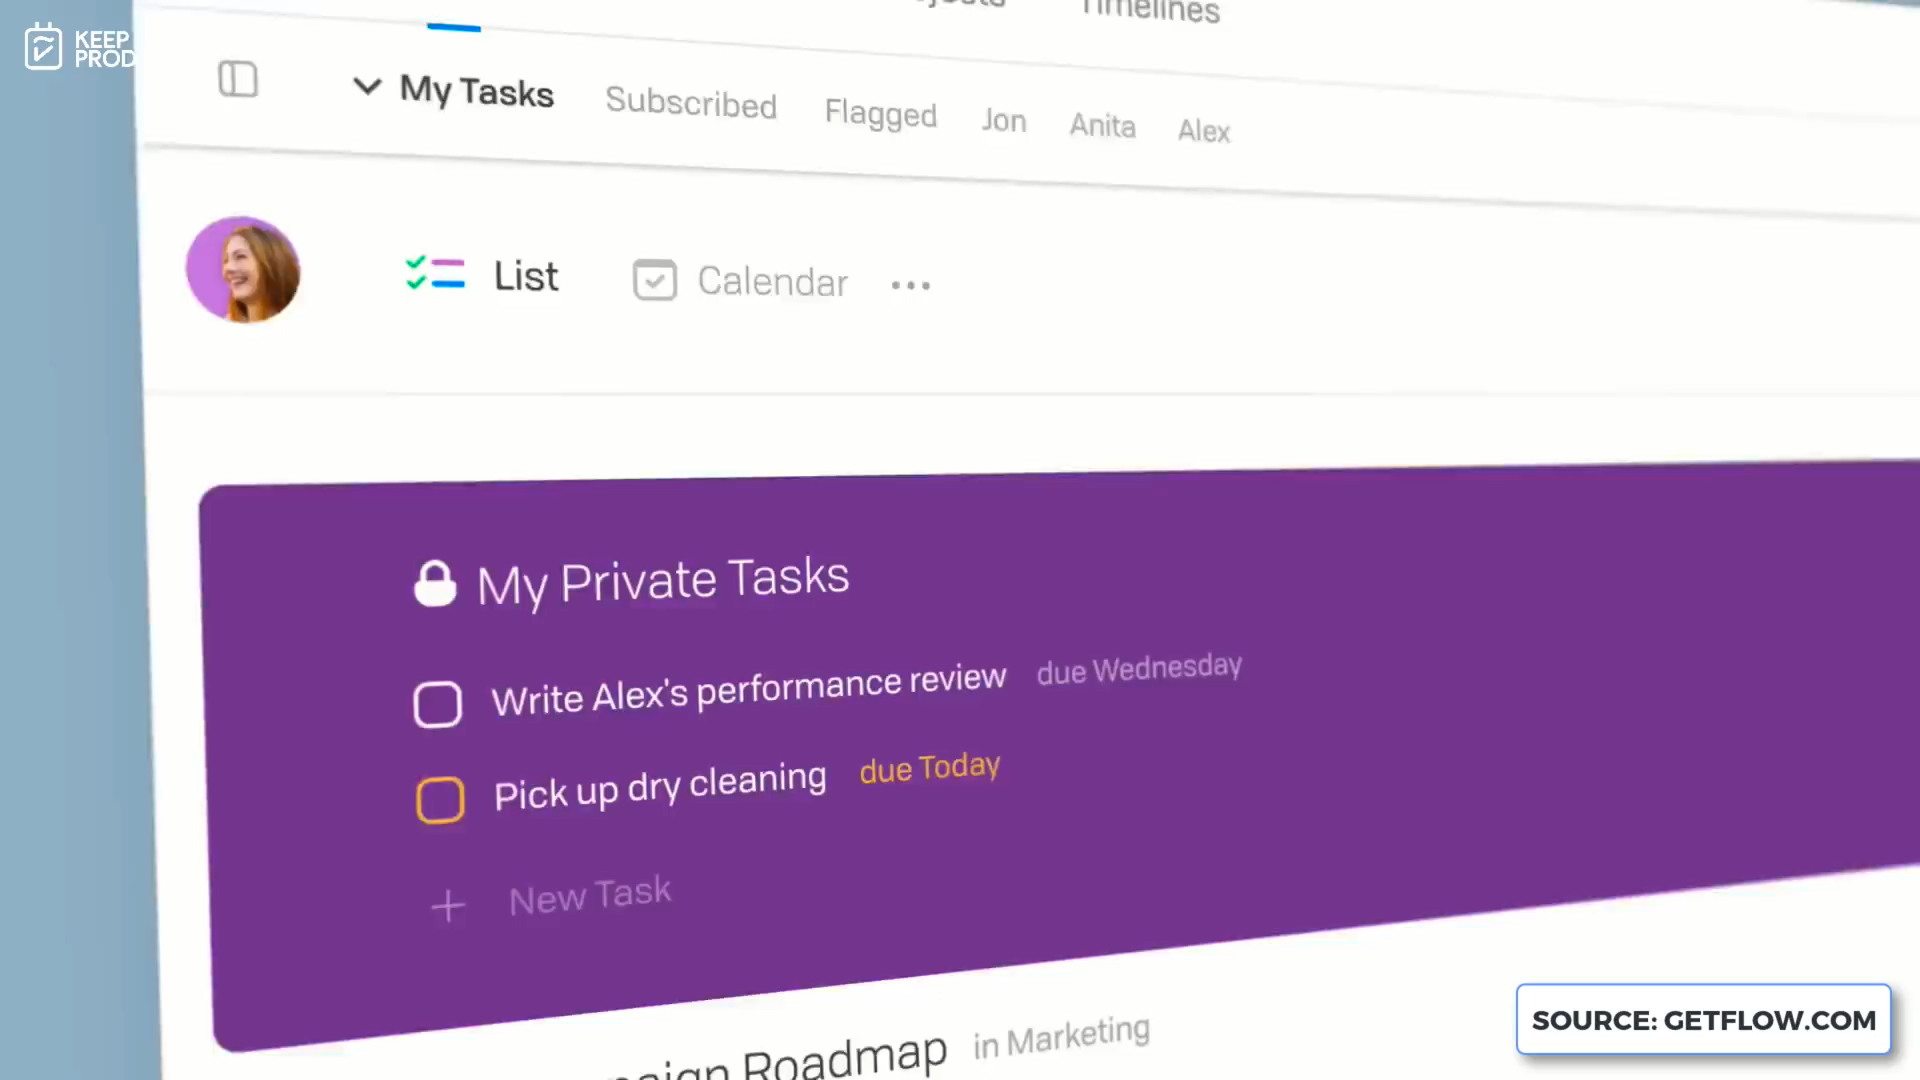 KEEP
Timelines
My Tasks Subscribed Flagged Jon Anita Alex
List Calendar
My Private Tasks
Write Alex's performance review due Wednesday
Pick up dry cleaning due Today
+ New Task
Roadmap in Marketing
SOURCE: GETFLOW.COM